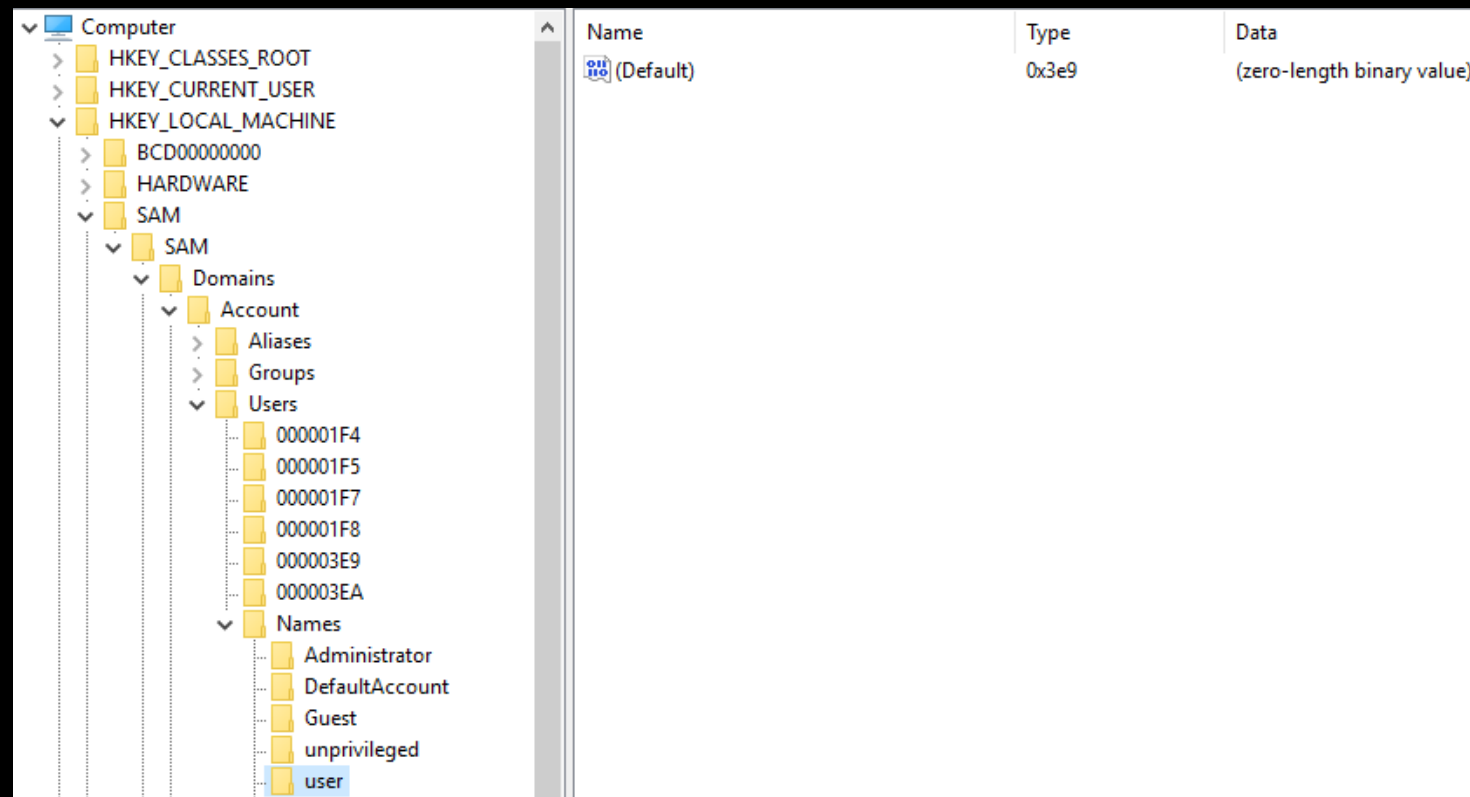 Computer
HKEY_CLASSES_ROOT
HKEY_CURRENT_USER
HKEY_LOCAL_MACHINE
BCD00000000
HARDWARE
SAM
SAM
Domains
Account
Aliases
Groups
Users
000001F4
000001F5
000001F7
000001F8
000003E9
000003EA
Names
Administrator
DefaultAccount
Guest
unprivileged
user
Name Type Data
(Default) 0x3e9 (zero-length binary value)